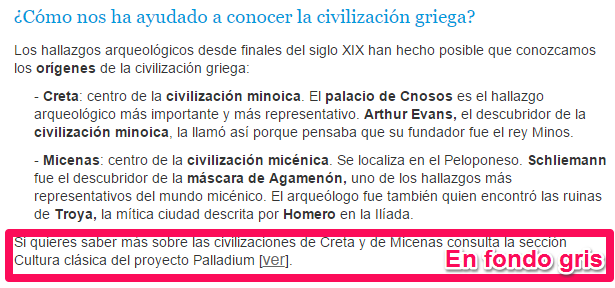 ¿Cómo nos ha ayudado a conocer la civilización griega?
Los hallazgos arqueológicos desde finales del siglo XIX han hecho posible que conozcamos
los orígenes de la civilización griega:
- Creta: centro de la civilización minoica. El palacio de Cnosos es el hallazgo
arqueológico más importante y más representativo. Arthur Evans, el descubridor de la
civilización minoica, la llamó así porque pensaba que su fundador fue el rey Minos.
- Micenas: centro de la civilización micénica. Se localiza en el Peloponeso. Schliemann
fue el descubridor de la máscara de Agamenón, uno de los hallazgos más
representativos del mundo micénico. El arqueólogo fue también quien encontró las ruinas
de Troya, la mítica ciudad descrita por Homero en la Ilíada.
Si quieres saber más sobre las civilizaciones de Creta y de Micenas consulta la sección
Cultura clásica del proyecto Palladium [ver].
En fondo gris